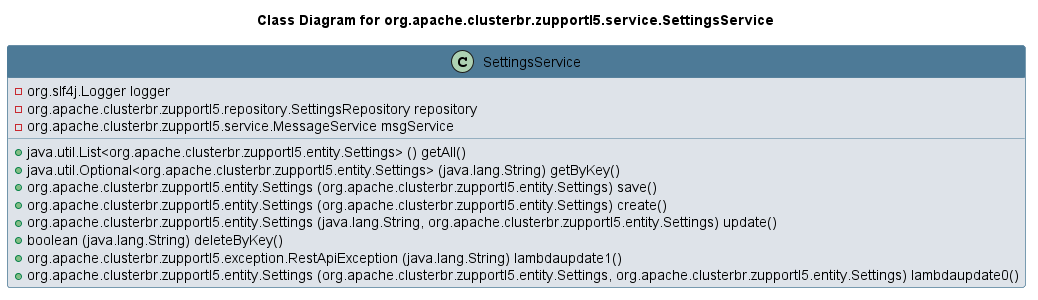 Class Diagram for org.apache.clusterbr.zupportl5.service.SettingsService
C SettingsService
org.slf4j.Logger logger
org.apache.clusterbr.zupportl5.repository.SettingsRepository repository
org.apache.clusterbr.zupportl5.service.MessageService msgService
java.util.List<org.apache.clusterbr.zupportl5.entity.Settings> () getAll()
java.util.Optional<org.apache.clusterbr.zupportl5.entity.Settings> (java.lang.String) getByKey()
org.apache.clusterbr.zupportl5.entity.Settings (org.apache.clusterbr.zupportl5.entity.Settings) save()
org.apache.clusterbr.zupportl5.entity.Settings (org.apache.clusterbr.zupportl5.entity.Settings) create()
org.apache.clusterbr.zupportl5.entity.Settings (java.lang.String, org.apache.clusterbr.zupportl5.entity.Settings) update()
boolean (java.lang.String) deleteByKey()
org.apache.clusterbr.zupportl5.exception.RestApiException (java.lang.String) lambdaupdate1()
org.apache.clusterbr.zupportl5.entity.Settings (org.apache.clusterbr.zupportl5.entity.Settings, org.apache.clusterbr.zupportl5.entity.Settings) lambdaupdate0()